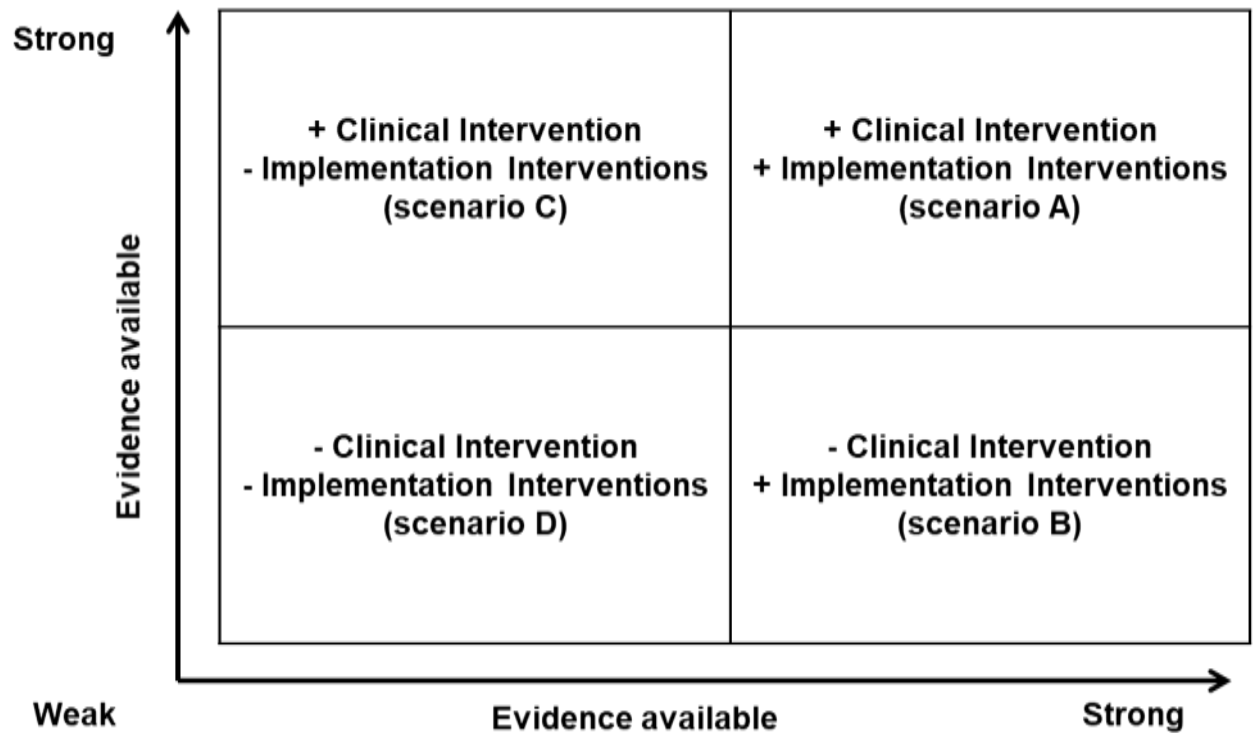 Strong
+ Clinical Intervention
- Implementation Interventions
(scenario C)
+ Clinical Intervention
+ Implementation Interventions
(scenario A)
Evidence available
- Clinical Intervention
- Implementation Interventions
(scenario D)
- Clinical Intervention
+ Implementation Interventions
(scenario B)
Weak
Evidence available
Strong